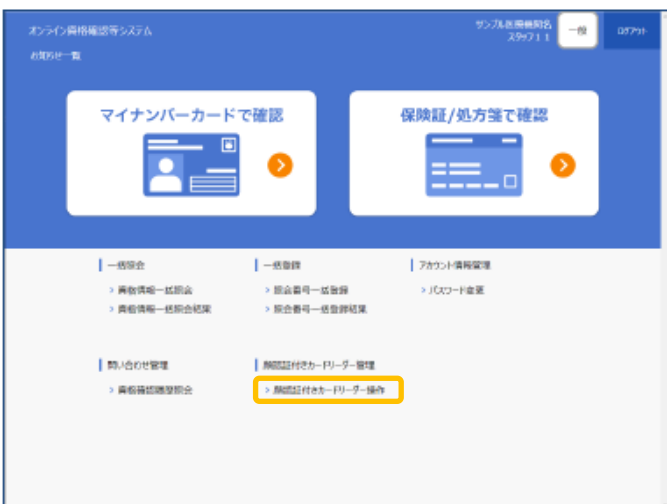 オンライン資格確認等システム
サンプル医療機関名
スタッフ11
一般
ログアウト
お知らせ一覧
マイナンバーカードで確認
保険証/処方箋で確認
一括照会
資格情報一括照会
資格情報一括照会結果
一括登録
照会番号一括登録
照会番号一括登録結果
アカウント情報管理
パスワード変更
問い合わせ管理
資格確認履歴照会
顔認証付きカードリーダー管理
顔認証付きカードリーダー操作